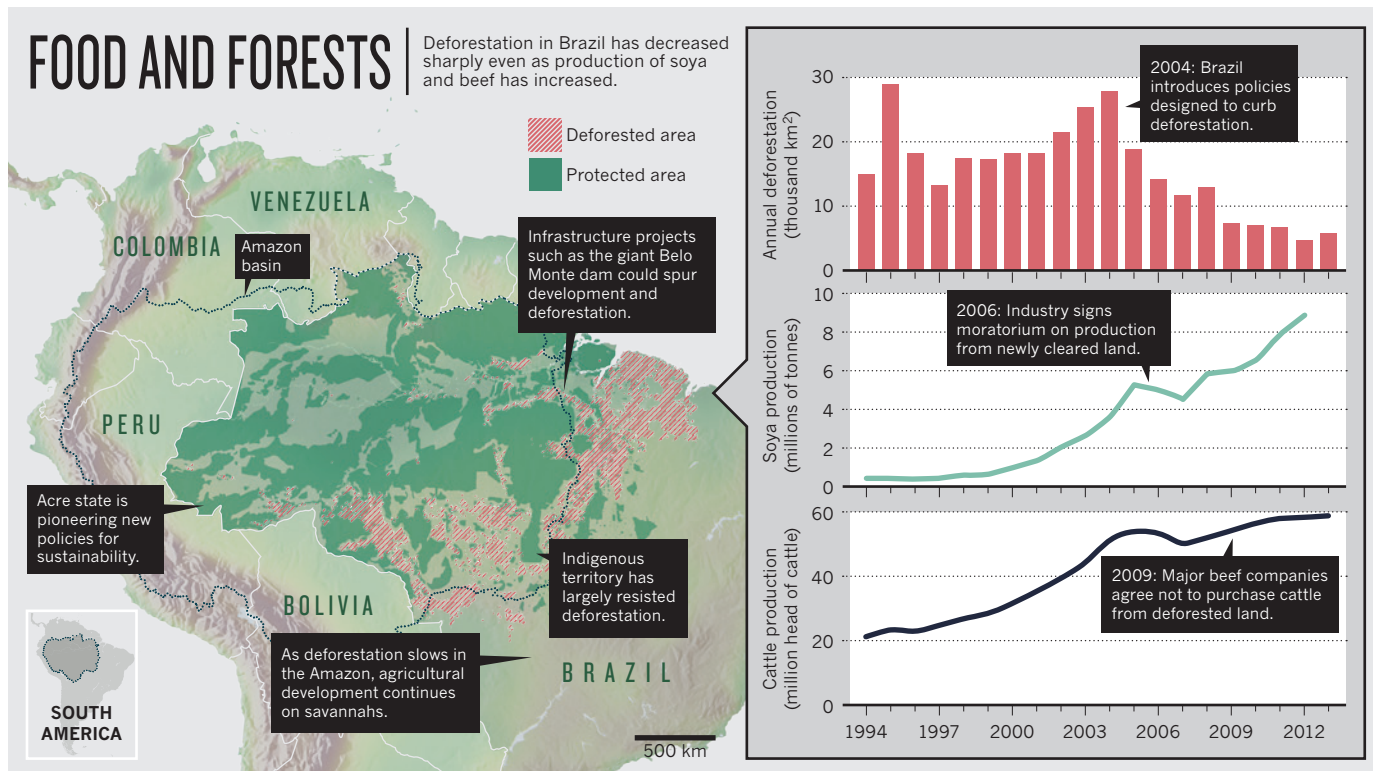 FOOD AND FORESTS
Deforestation in Brazil has decreased
sharply even as production of soya
and beef has increased.
Deforested area
Protected area
VENEZUELA
COLOMBIA
Amazon
basin
Infrastructure projects
such as the giant Belo
Monte dam could spur
development and
deforestation.
PERU
Acre state is
pioneering new
policies for
sustainability.
BOLIVIA
Indigenous
territory has
largely resisted
deforestation.
As deforestation slows in
the Amazon, agricultural
development continues
on savannahs.
BRAZIL
SOUTH
AMERICA
500 km
Annual deforestation
(thousand km²)
30
20
10
0
2004: Brazil
introduces policies
designed to curb
deforestation.
Soya production
(millions of tonnes)
10
8
6
4
2
0
2006: Industry signs
moratorium on production
from newly cleared land.
Cattle production
(million head of cattle)
60
40
20
0
2009: Major beef companies
agree not to purchase cattle
from deforested land.
1994 1997 2000 2003 2006 2009 2012